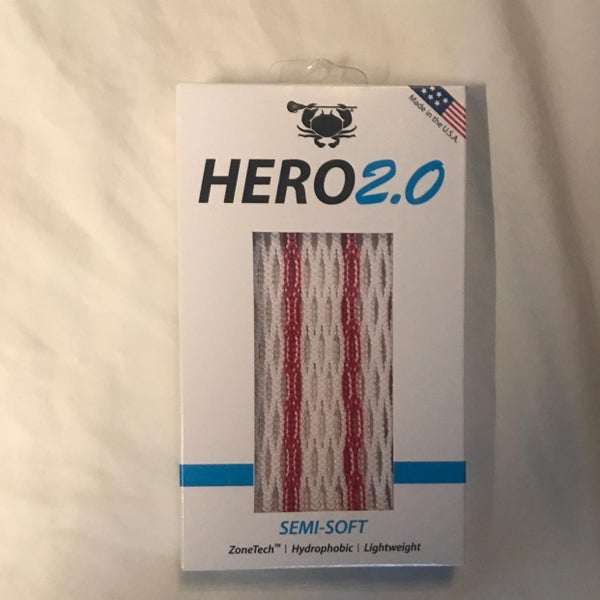 Made in the U.S.A.
HERO2.0
SEMI-SOFT
ZoneTech™ | Hydrophobic | Lightweight